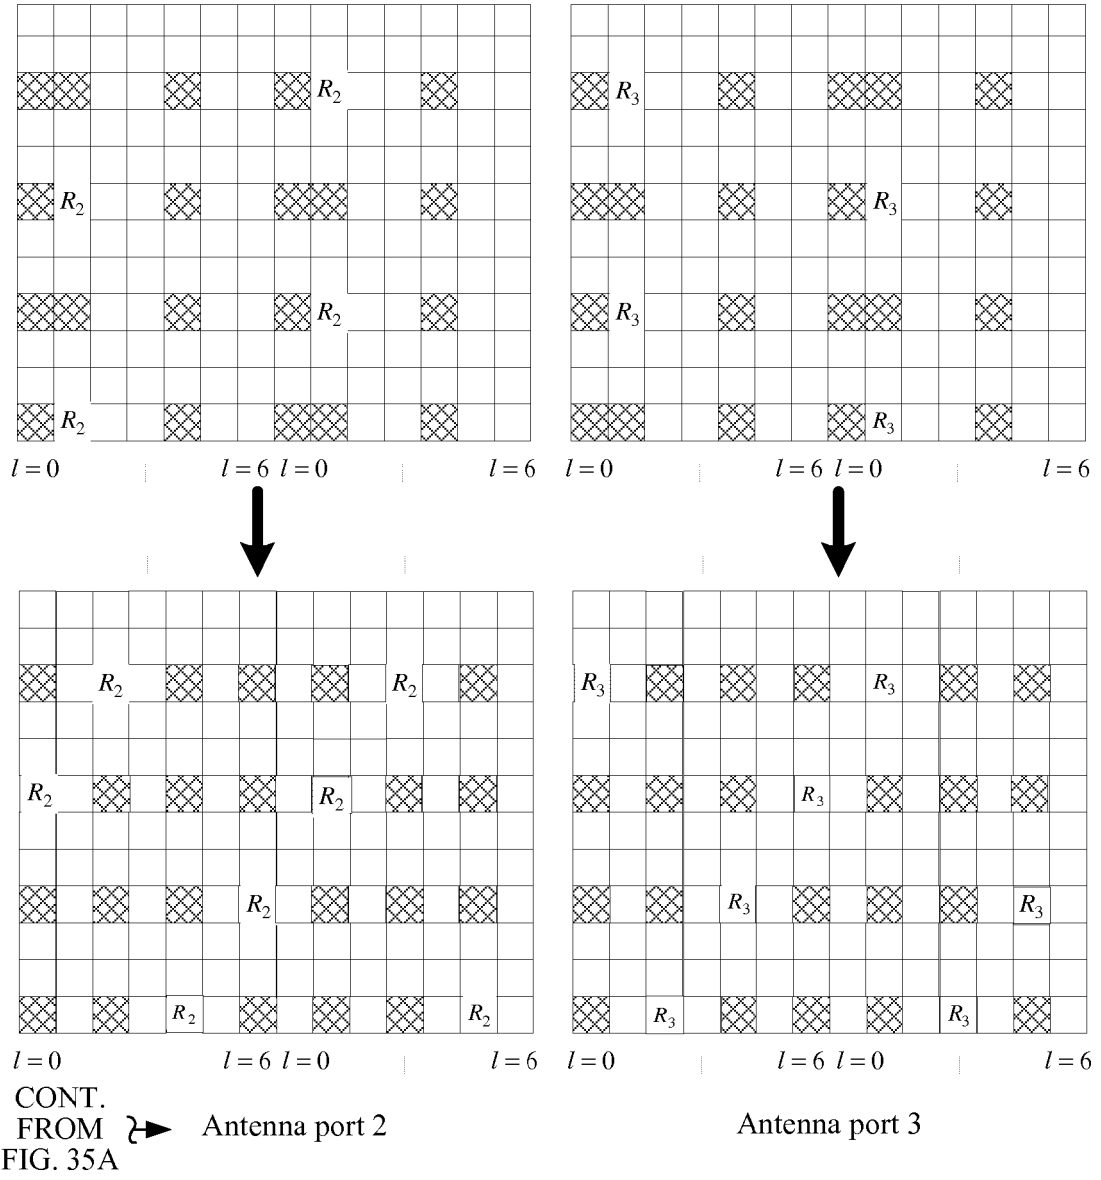 R2 R3
R2 R3
R2 R3
R2 R3
l = 0 l = 6 l = 0 l = 6 l = 0 l = 6 l = 0 l = 6
R2 R2 R3 R3
R2 R2 R3
R2 R3 R3
R2 R2 R3 R3
l = 0 l = 6 l = 0 l = 6 l = 0 l = 6 l = 0 l = 6
CONT.
FROM
FIG. 35A
Antenna port 2
Antenna port 3